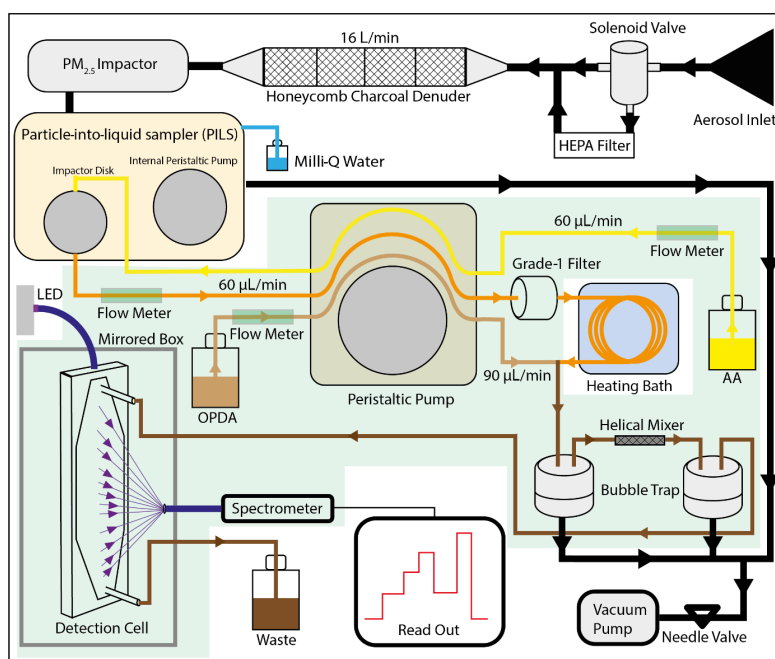 16 L/min
Solenoid Valve
PM2.5 Impactor
Honeycomb Charcoal Denuder
Aerosol Inlet
HEPA Filter
Particle-into-liquid sampler (PILS)
Milli-Q Water
Internal Peristaltic Pump
Impactor Disk
60 µL/min
60 µL/min
Flow Meter
Grade-1 Filter
LED
Flow Meter
Flow Meter
Mirrored Box
90 µL/min
Heating Bath
AA
OPDA
Peristaltic Pump
Helical Mixer
Bubble Trap
Spectrometer
Detection Cell
Waste
Read Out
Vacuum
Pump
Needle Valve